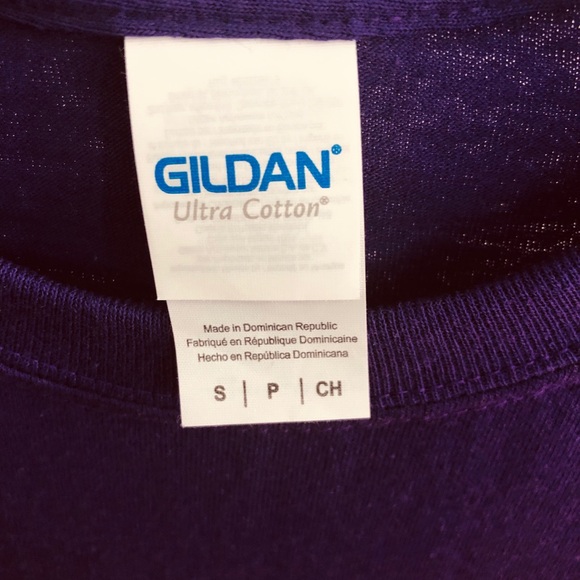 GILDAN®
Ultra Cotton®
Made in Dominican Republic
Fabriqué en République Dominicaine
Hecho en República Dominicana
S | P | CH